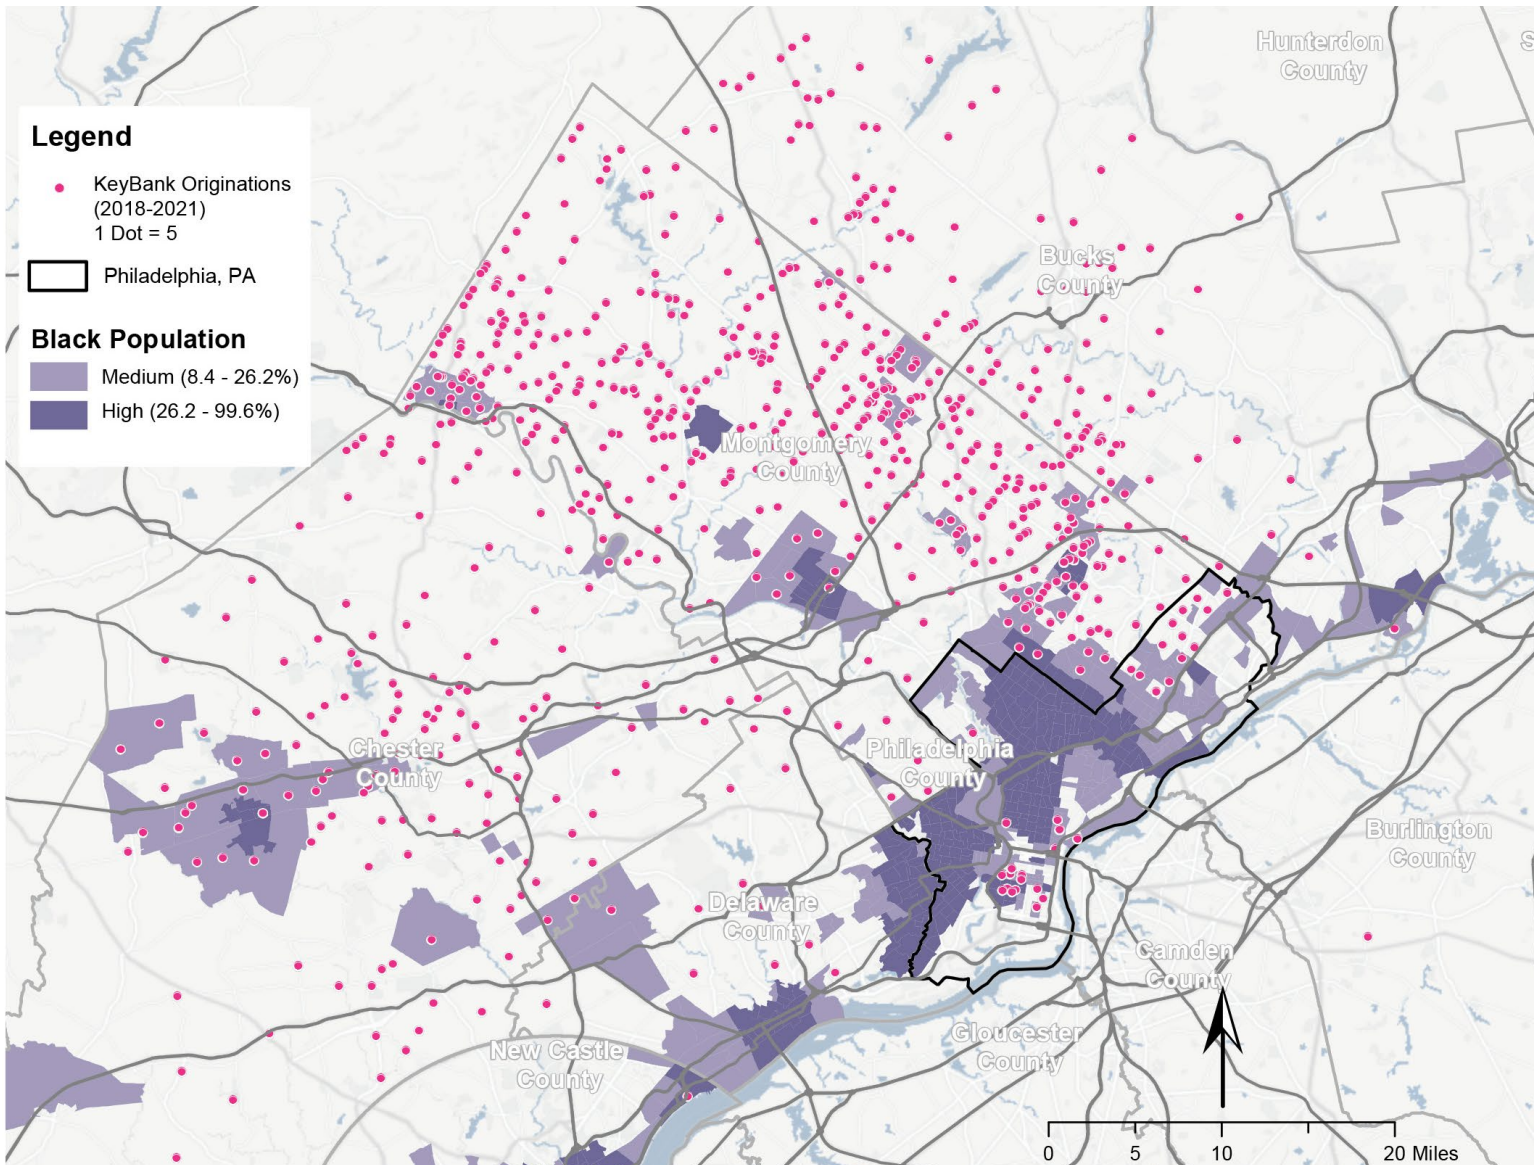 Legend
KeyBank Originations
(2018-2021)
1 Dot = 5
Philadelphia, PA
Black Population
Medium (8.4 - 26.2%)
High (26.2 - 99.6%)
Hunterdon
County
S
Bucks
County
Montgomery
County
Chester
County
Philadelphia
County
Burlington
County
Delaware
County
Camden
County
New Castle
County
Gloucester
County
0 5 10 20 Miles